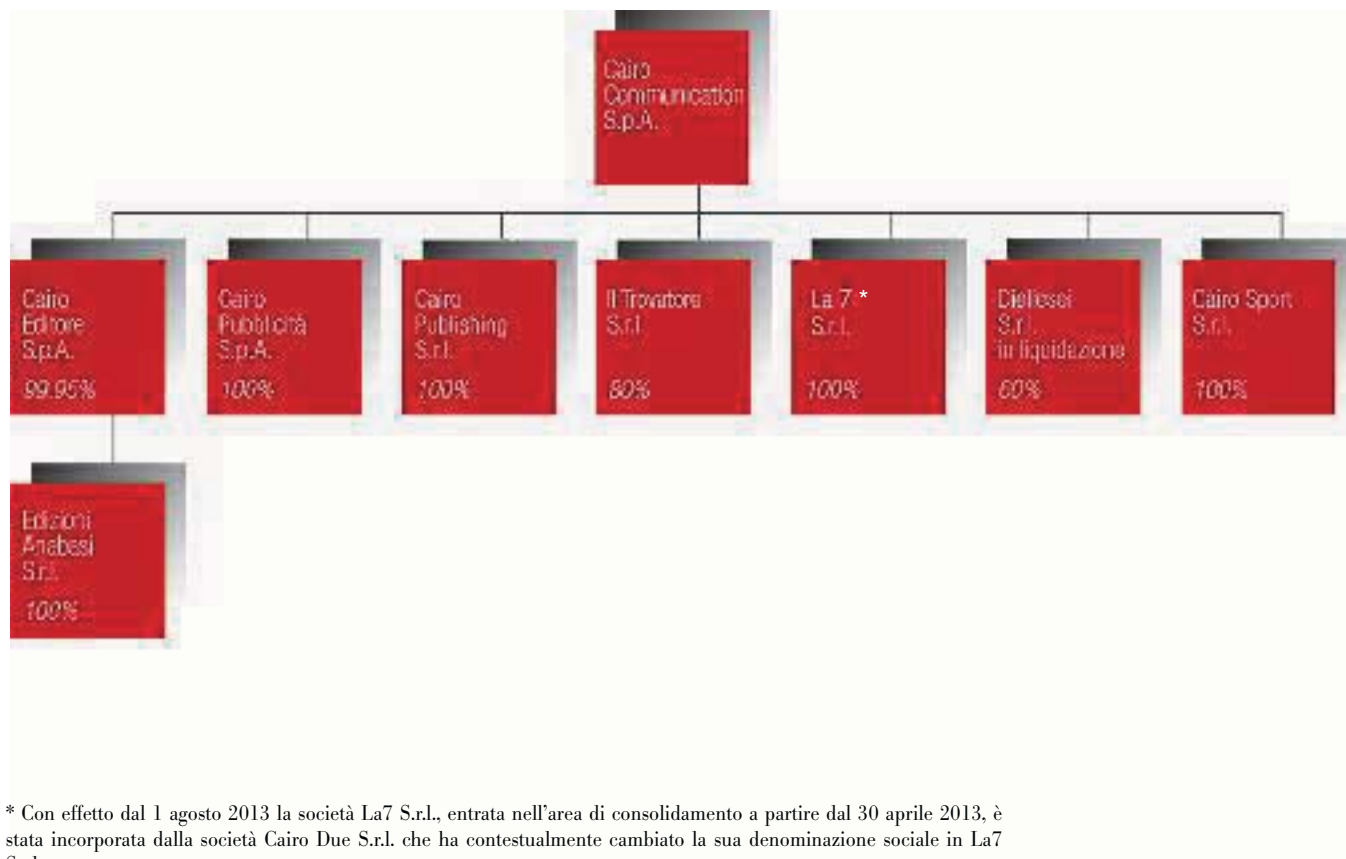 Cairo
Communication
S.p.A.
Cairo
Editore
S.p.A.
99.95%
Cairo
Pubblicità
S.p.A.
100%
Cairo
Publishing
S.r.l.
100%
Il Trovatore
S.r.l.
80%
La 7 *
S.r.l.
100%
Diellesei
S.r.l.
in liquidazione
60%
Cairo Sport
S.r.l.
100%
Edizioni
Anabasi
S.r.l.
100%
* Con effetto dal 1 agosto 2013 la società La7 S.r.l., entrata nell'area di consolidamento a partire dal 30 aprile 2013, è
stata incorporata dalla società Cairo Due S.r.l. che ha contestualmente cambiato la sua denominazione sociale in La7